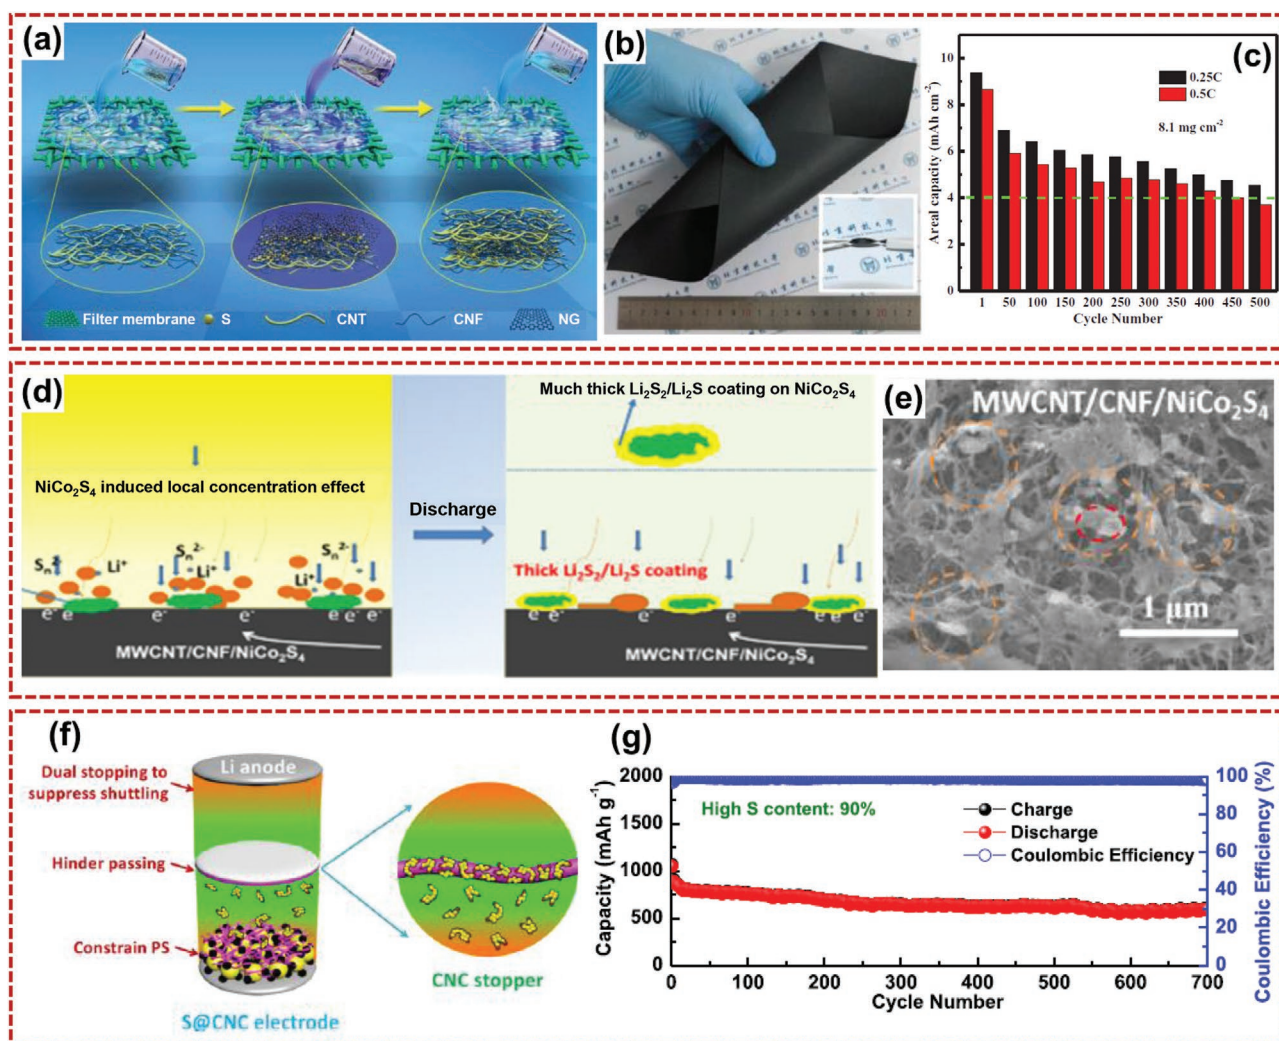 (a)
Filter membrane
S
CNT
CNF
NG
(b)
(c)
Areal capacity (mAh cm⁻²)
10
8
6
4
2
0
0.25C
0.5C
8.1 mg cm⁻²
1 50 100 150 200 250 300 350 400 450 500
Cycle Number
(d)
NiCo₂S₄ induced local concentration effect
Sₙ²⁻
Li⁺
Sₙ²⁻
Li⁺
Sₙ²⁻
Li⁺
e⁻ e⁻ e⁻ e⁻ e⁻ e⁻
MWCNT/CNF/NiCo₂S₄
Discharge
Much thick Li₂S₂/Li₂S coating on NiCo₂S₄
Thick Li₂S₂/Li₂S coating
e⁻ e⁻ e e⁻ e⁻ e⁻
MWCNT/CNF/NiCo₂S₄
(e)
MWCNT/CNF/NiCo₂S₄
1 μm
(f)
Dual stopping to
suppress shuttling
Li anode
Hinder passing
Constrain PS
S@CNC electrode
CNC stopper
(g)
Capacity (mAh g⁻¹)
2000
1500
1000
500
0
High S content: 90%
Charge
Discharge
Coulombic Efficiency
0 100 200 300 400 500 600 700
Cycle Number
100
80
60
40
20
0
Coulombic Efficiency (%)